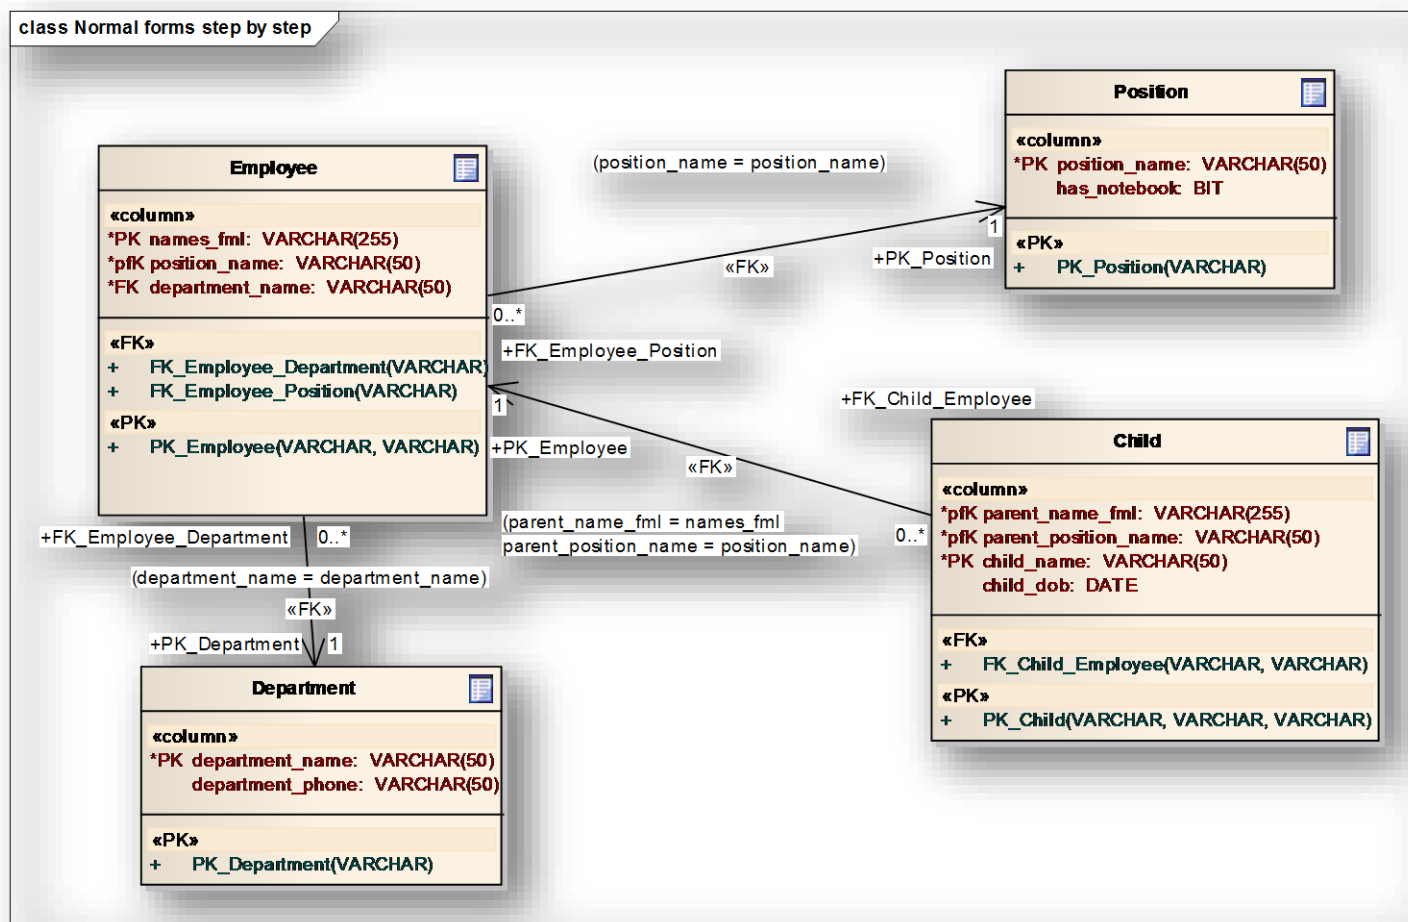 class Normal forms step by step
Position
«column»
*PK position_name: VARCHAR(50)
has_notebook: BIT
«PK»
+ PK_Position(VARCHAR)
Employee
«column»
*PK names_fml: VARCHAR(255)
*pfK position_name: VARCHAR(50)
*FK department_name: VARCHAR(50)
«FK»
+ FK_Employee_Department(VARCHAR)
+ FK_Employee_Position(VARCHAR)
«PK»
+ PK_Employee(VARCHAR, VARCHAR)
(position_name = position_name)
1
+PK_Position
«FK»
0..*
+FK_Employee_Position
1
+PK_Employee
«FK»
+FK_Child_Employee
(parent_name_fml = names_fml
parent_position_name = position_name)
0..*
Child
«column»
*pfK parent_name_fml: VARCHAR(255)
*pfK parent_position_name: VARCHAR(50)
*PK child_name: VARCHAR(50)
child_dob: DATE
«FK»
+ FK_Child_Employee(VARCHAR, VARCHAR)
«PK»
+ PK_Child(VARCHAR, VARCHAR, VARCHAR)
+FK_Employee_Department
0..*
(department_name = department_name)
«FK»
+PK_Department
1
Department
«column»
*PK department_name: VARCHAR(50)
department_phone: VARCHAR(50)
«PK»
+ PK_Department(VARCHAR)